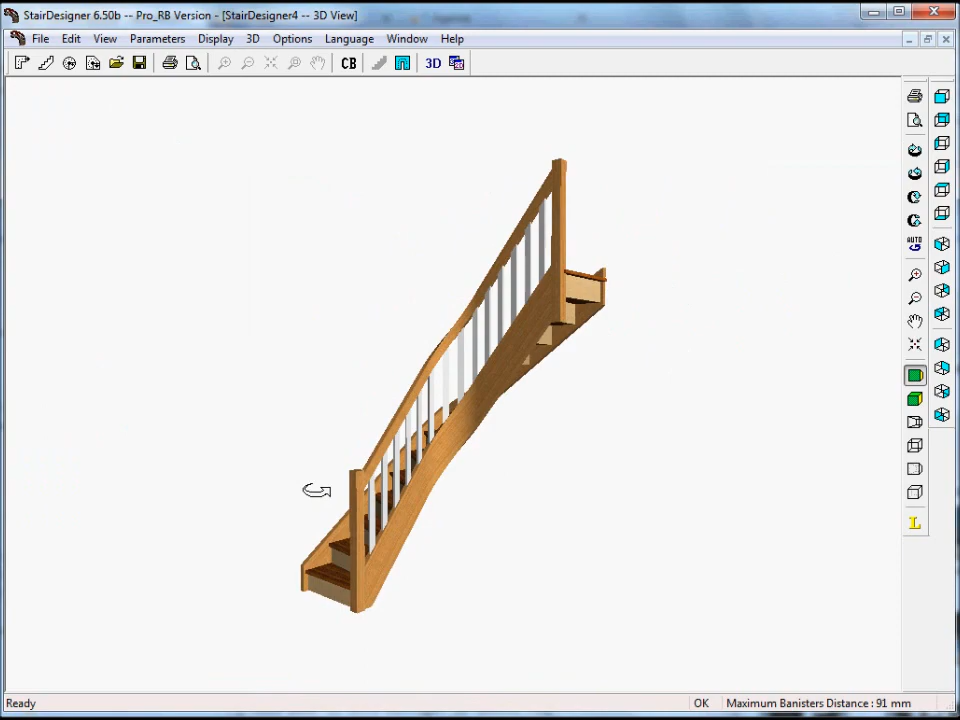 StairDesigner 6.50b -- Pro_RB Version - [StairDesigner4 -- 3D View]
File Edit View Parameters Display 3D Options Language Window Help
CB 3D
AUTO
L
Ready OK Maximum Banisters Distance : 91 mm